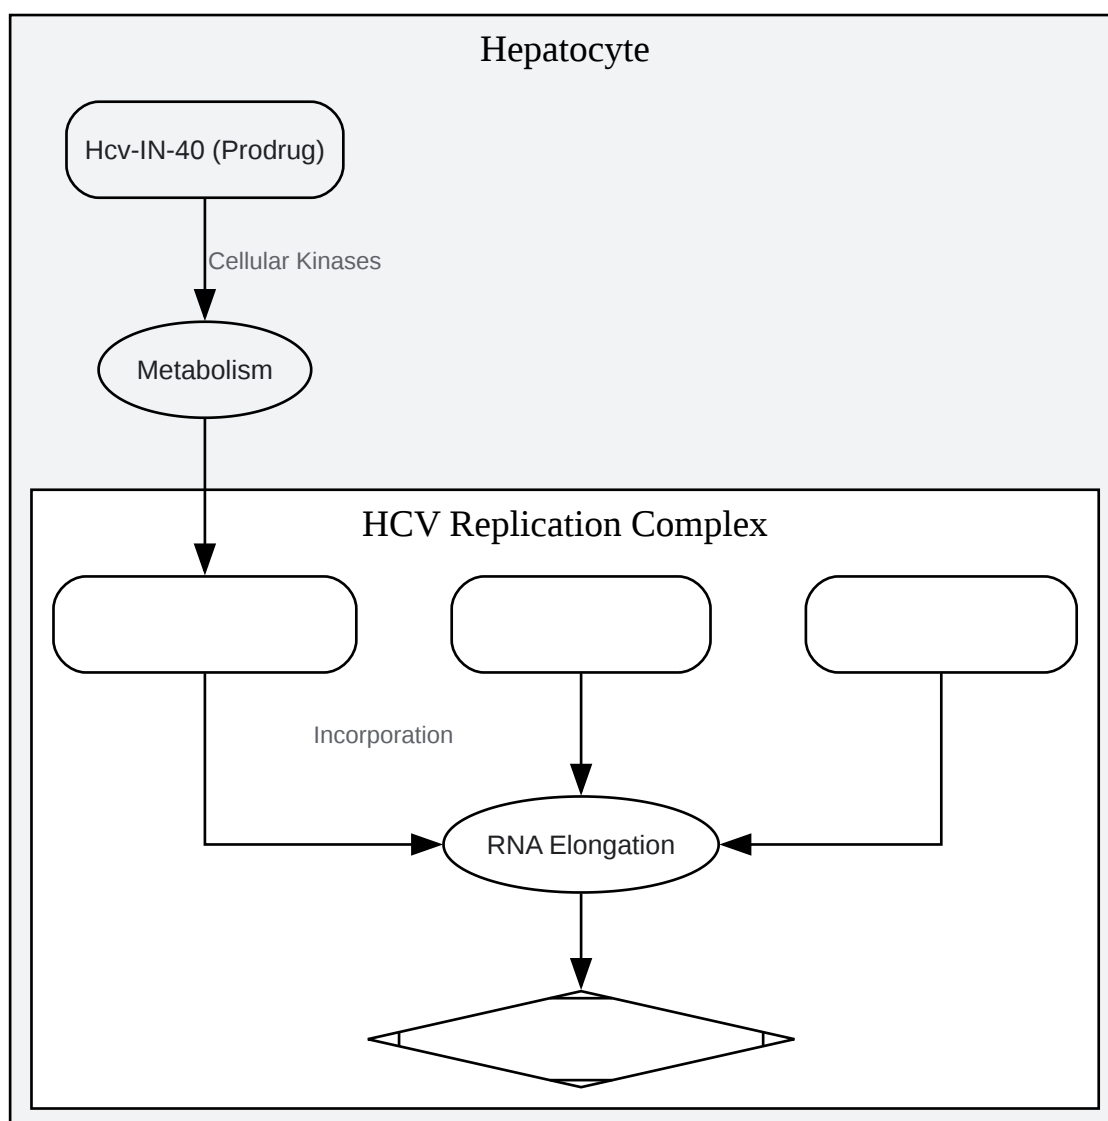 Hepatocyte
Hcv-IN-40 (Prodrug)
Cellular Kinases
Metabolism
HCV Replication Complex
Incorporation
RNA Elongation